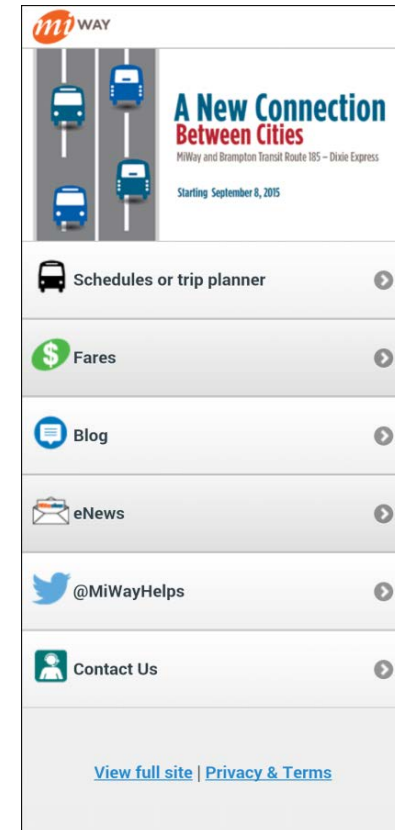 mi WAY
A New Connection
Between Cities
MiWay and Brampton Transit Route 185 – Dixie Express
Starting September 8, 2015
Schedules or trip planner
$ Fares
Blog
eNews
@MiWayHelps
Contact Us
View full site | Privacy & Terms